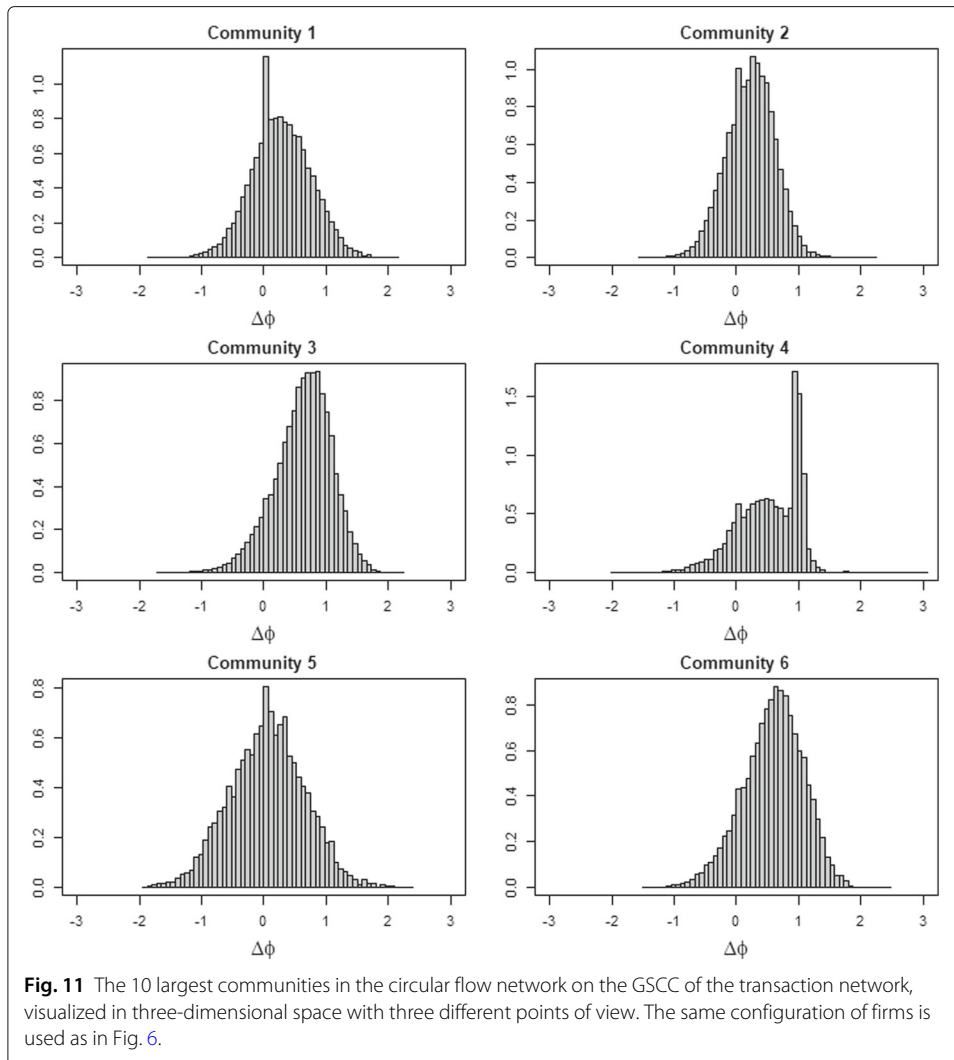 Community 1
Community 2
0.0 0.2 0.4 0.6 0.8 1.0
0.0 0.2 0.4 0.6 0.8 1.0
-3 -2 -1 0 1 2 3
-3 -2 -1 0 1 2 3
Δϕ
Δϕ
Community 3
Community 4
0.0 0.2 0.4 0.6 0.8
0.0 0.5 1.0 1.5
-3 -2 -1 0 1 2 3
-3 -2 -1 0 1 2 3
Δϕ
Δϕ
Community 5
Community 6
0.0 0.2 0.4 0.6 0.8
0.0 0.2 0.4 0.6 0.8
-3 -2 -1 0 1 2 3
-3 -2 -1 0 1 2 3
Δϕ
Δϕ
Fig. 11 The 10 largest communities in the circular flow network on the GSCC of the transaction network,
visualized in three-dimensional space with three different points of view. The same configuration of firms is
used as in Fig. 6.